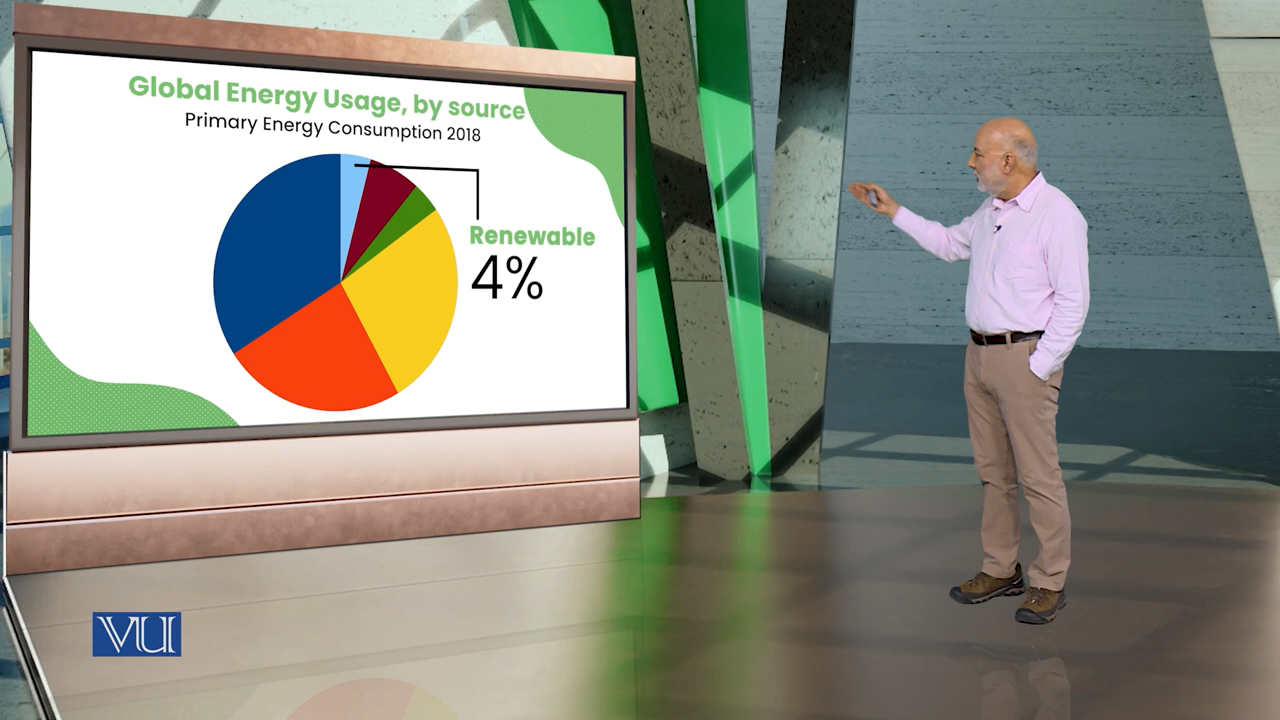 Global Energy Usage, by source
Primary Energy Consumption 2018
Renewable
4%
VU